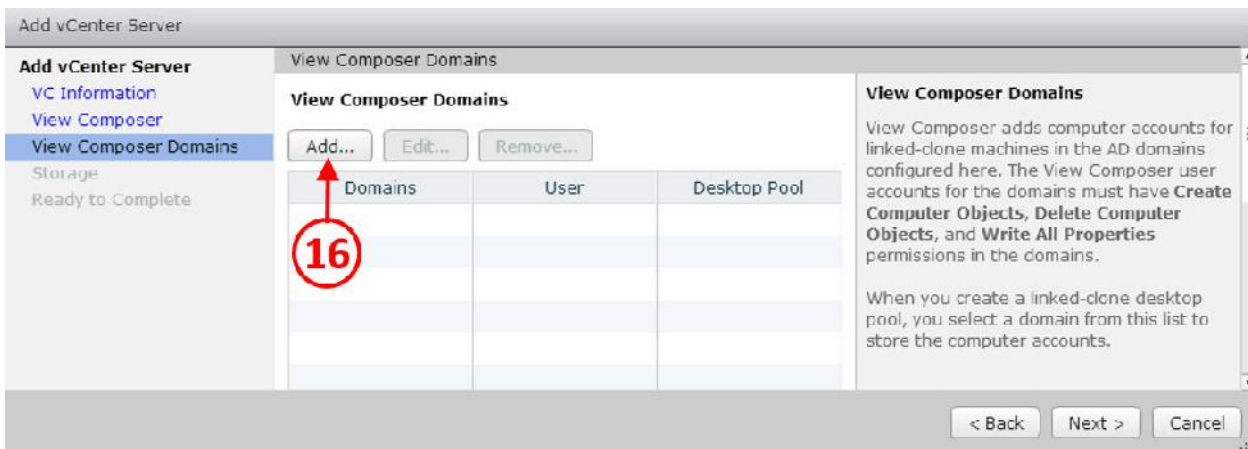 Add vCenter Server
Add vCenter Server
VC Information
View Composer
View Composer Domains
Storage
Ready to Complete
View Composer Domains
View Composer Domains
Add... Edit... Remove...
Domains User Desktop Pool
16
View Composer Domains
View Composer adds computer accounts for
linked-clone machines in the AD domains
configured here. The View Composer user
accounts for the domains must have Create
Computer Objects, Delete Computer
Objects, and Write All Properties
permissions in the domains.
When you create a linked-clone desktop
pool, you select a domain from this list to
store the computer accounts.
< Back Next > Cancel